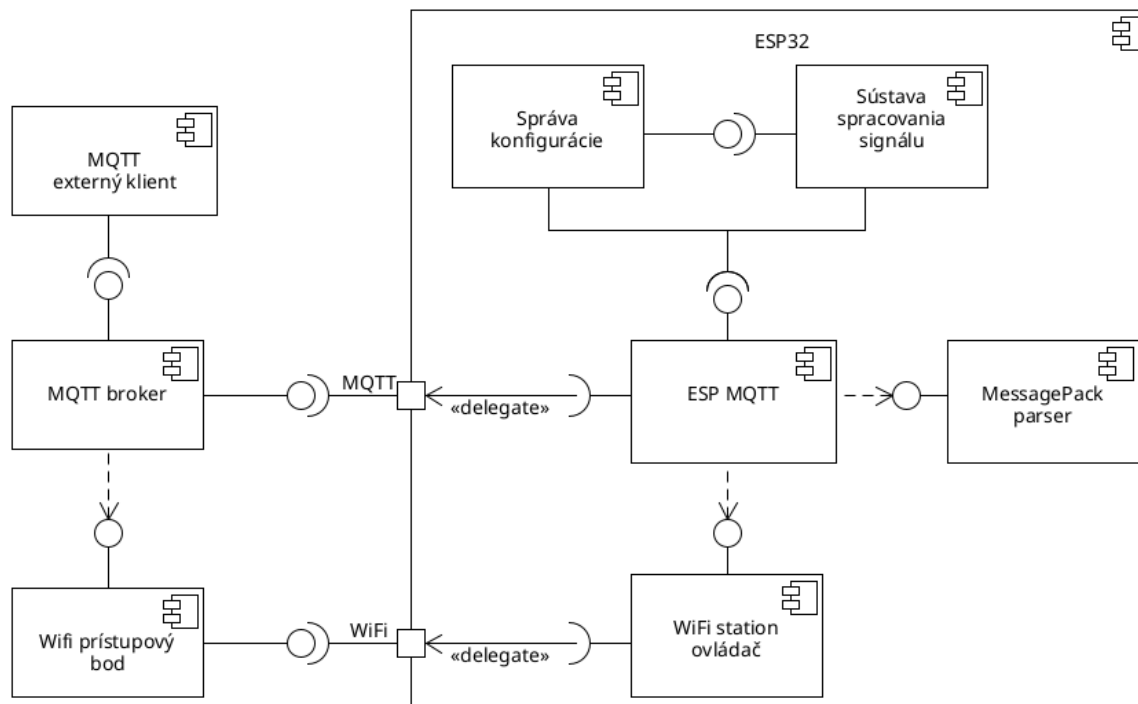 ESP32
Správa
konfigurácie
Sústava
spracovania
signálu
MQTT
externý klient
MQTT broker
MQTT
«delegate»
ESP MQTT
MessagePack
parser
Wifi prístupový
bod
WiFi
«delegate»
WiFi station
ovládač